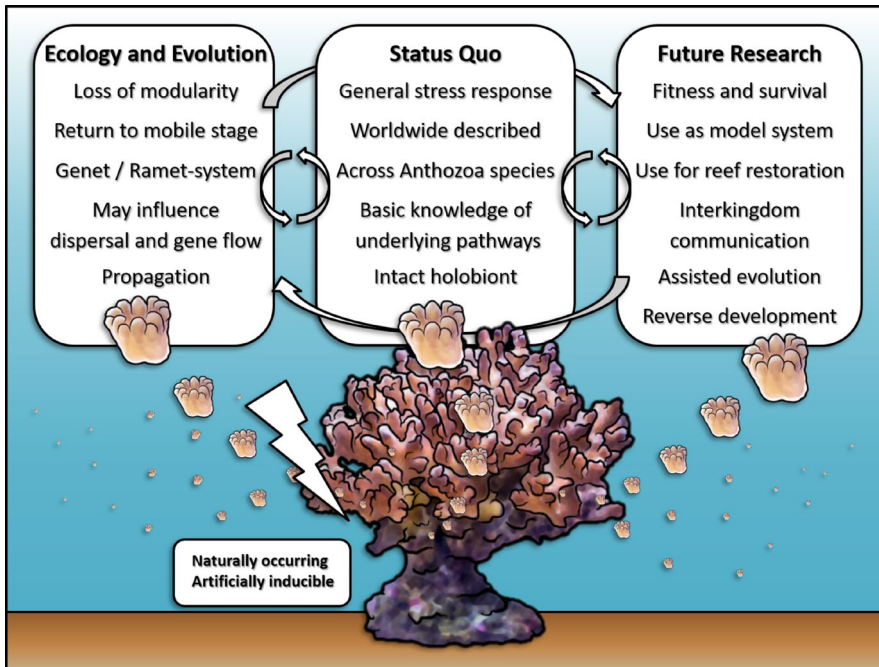 Ecology and Evolution
Loss of modularity
Return to mobile stage
Genet / Ramet-system
May influence
dispersal and gene flow
Propagation
Status Quo
General stress response
Worldwide described
Across Anthozoa species
Basic knowledge of
underlying pathways
Intact holobiont
Future Research
Fitness and survival
Use as model system
Use for reef restoration
Interkingdom
communication
Assisted evolution
Reverse development
Naturally occurring
Artificially inducible